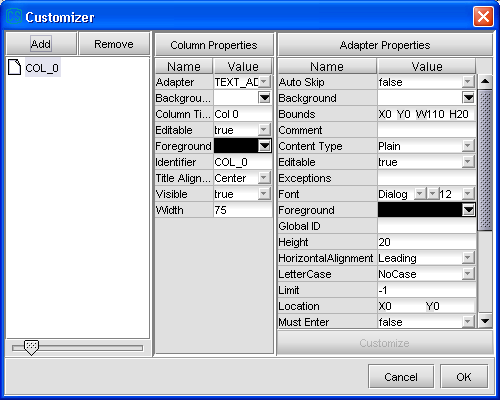 Customizer
Add Remove
COL_0
Column Properties
Name Value
Adapter TEXT_AD
Backgrou...
Column Ti... Col 0
Editable true
Foreground
Identifier COL_0
Title Align... Center
Visible true
Width 75
Adapter Properties
Name Value
Auto Skip false
Background
Bounds X0 Y0 W110 H20
Comment
Content Type Plain
Editable true
Exceptions
Font Dialog 12
Foreground
Global ID
Height 20
HorizontalAlignment Leading
LetterCase NoCase
Limit -1
Location X0 Y0
Must Enter false
Customize
Cancel OK